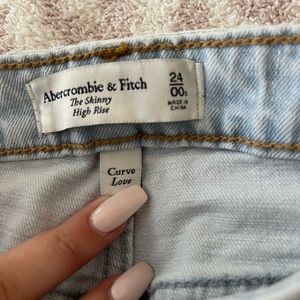 Abercrombie & Fitch
The Skinny
High Rise
24
00s
MADE IN
CHINA
Curve
Love